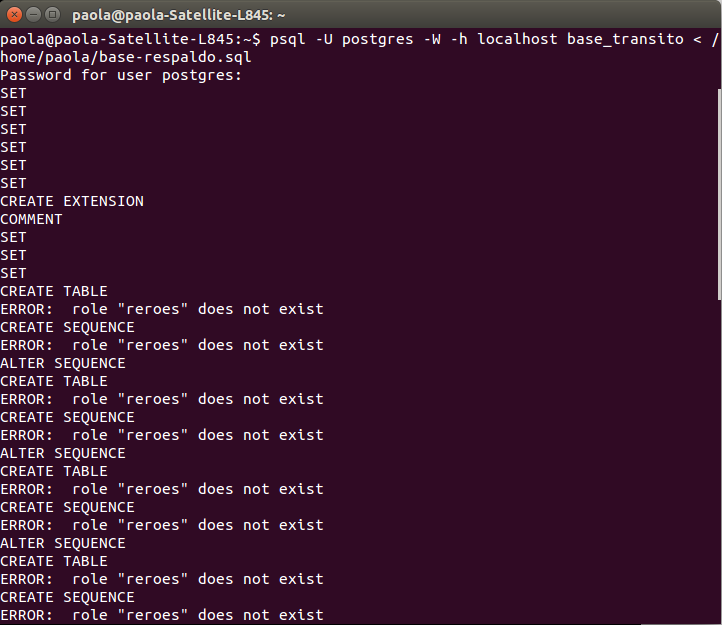 paola@paola-Satellite-L845: ~
paola@paola-Satellite-L845:~$ psql -U postgres -W -h localhost base_transito < /
home/paola/base-respaldo.sql
Password for user postgres:
SET
SET
SET
SET
SET
SET
CREATE EXTENSION
COMMENT
SET
SET
SET
CREATE TABLE
ERROR:  role "reroes" does not exist
CREATE SEQUENCE
ERROR:  role "reroes" does not exist
ALTER SEQUENCE
CREATE TABLE
ERROR:  role "reroes" does not exist
CREATE SEQUENCE
ERROR:  role "reroes" does not exist
ALTER SEQUENCE
CREATE TABLE
ERROR:  role "reroes" does not exist
CREATE SEQUENCE
ERROR:  role "reroes" does not exist
ALTER SEQUENCE
CREATE TABLE
ERROR:  role "reroes" does not exist
CREATE SEQUENCE
ERROR:  role "reroes" does not exist